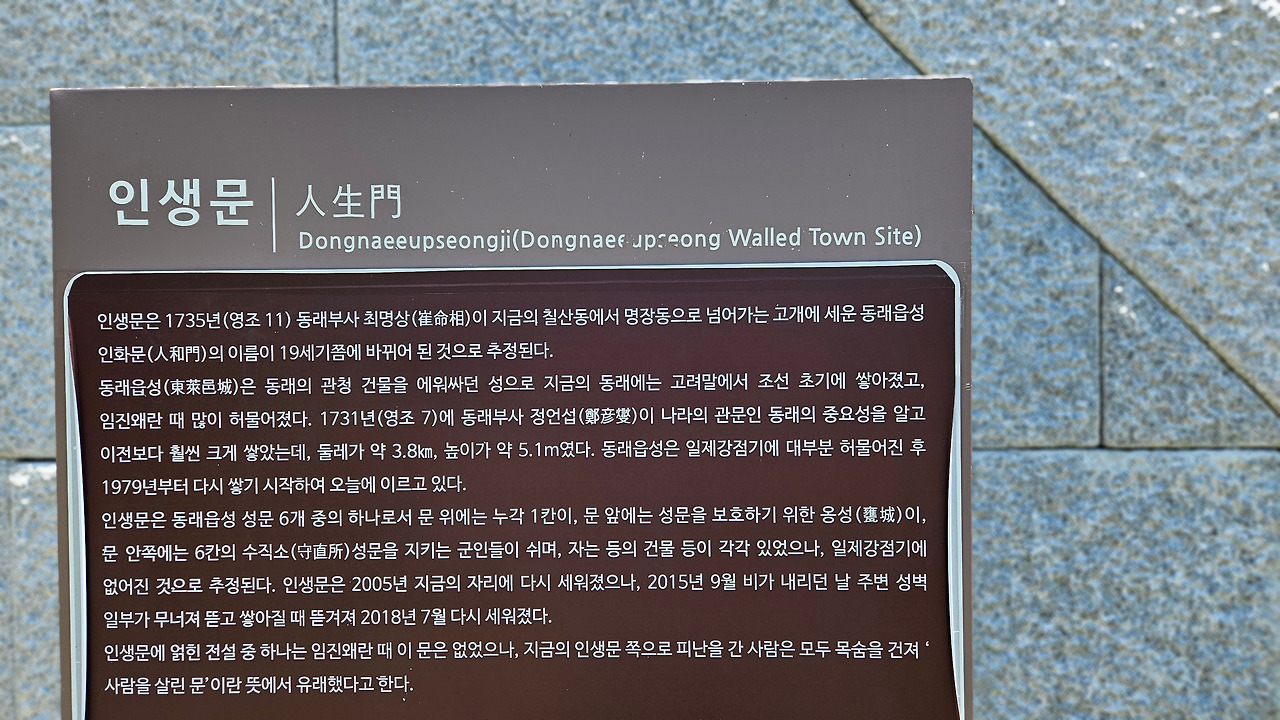 인생문
人生門
Dongnaeeupseongji(Dongnaeeupseong Walled Town Site)
인생문은 1735년(영조 11) 동래부사 최명상(崔命相)이 지금의 칠산동에서 명장동으로 넘어가는 고개에 세운 동래읍성
인화문(人和門)의 이름이 19세기쯤에 바뀌어 된 것으로 추정된다.
동래읍성(東萊邑城)은 동래의 관청 건물을 에워싸던 성으로 지금의 동래에는 고려말에서 조선 초기에 쌓아졌고,
임진왜란 때 많이 허물어졌다. 1731년(영조 7)에 동래부사 정언섭(鄭彦燮)이 나라의 관문인 동래의 중요성을 알고
이전보다 훨씬 크게 쌓았는데, 둘레가 약 3.8㎞, 높이가 약 5.1m였다. 동래읍성은 일제강점기에 대부분 허물어진 후
1979년부터 다시 쌓기 시작하여 오늘에 이르고 있다.
인생문은 동래읍성 성문 6개 중의 하나로서 문 위에는 누각 1칸이, 문 앞에는 성문을 보호하기 위한 옹성(甕城)이,
문 안쪽에는 6칸의 수직소(守直所)성문을 지키는 군인들이 쉬며, 자는 등의 건물 등이 각각 있었으나, 일제강점기에
없어진 것으로 추정된다. 인생문은 2005년 지금의 자리에 다시 세워졌으나, 2015년 9월 비가 내리던 날 주변 성벽
일부가 무너져 뜯고 쌓아질 때 뜯겨져 2018년 7월 다시 세워졌다.
인생문에 얽힌 전설 중 하나는 임진왜란 때 이 문은 없었으나, 지금의 인생문 쪽으로 피난을 간 사람은 모두 목숨을 건져 ‘
사람을 살린 문’이란 뜻에서 유래했다고 한다.